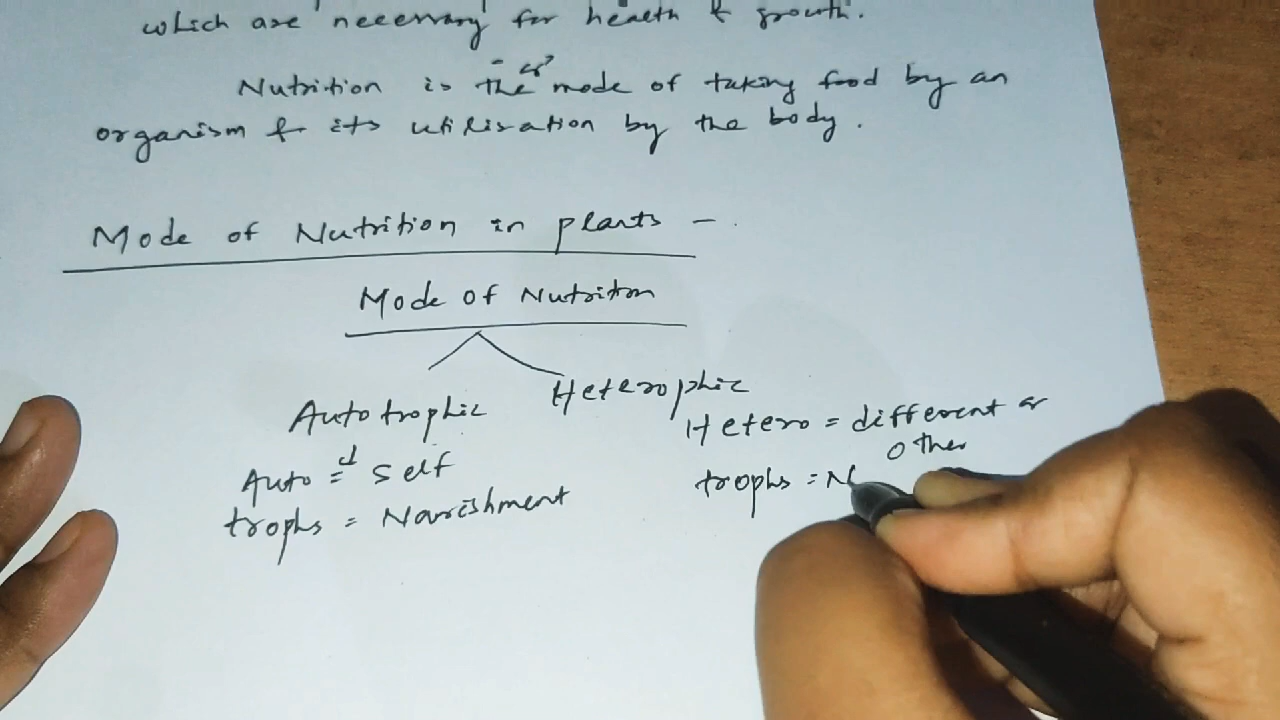 which are necessary for health & growth.
Nutrition is the mode of taking food by an
organism & its utilisation by the body.
Mode of Nutrition in plants -
Mode of Nutrition
Autotrophic Heterophic
Hetero = different or
other
Auto = self
trophs = N
trophs = Narishment